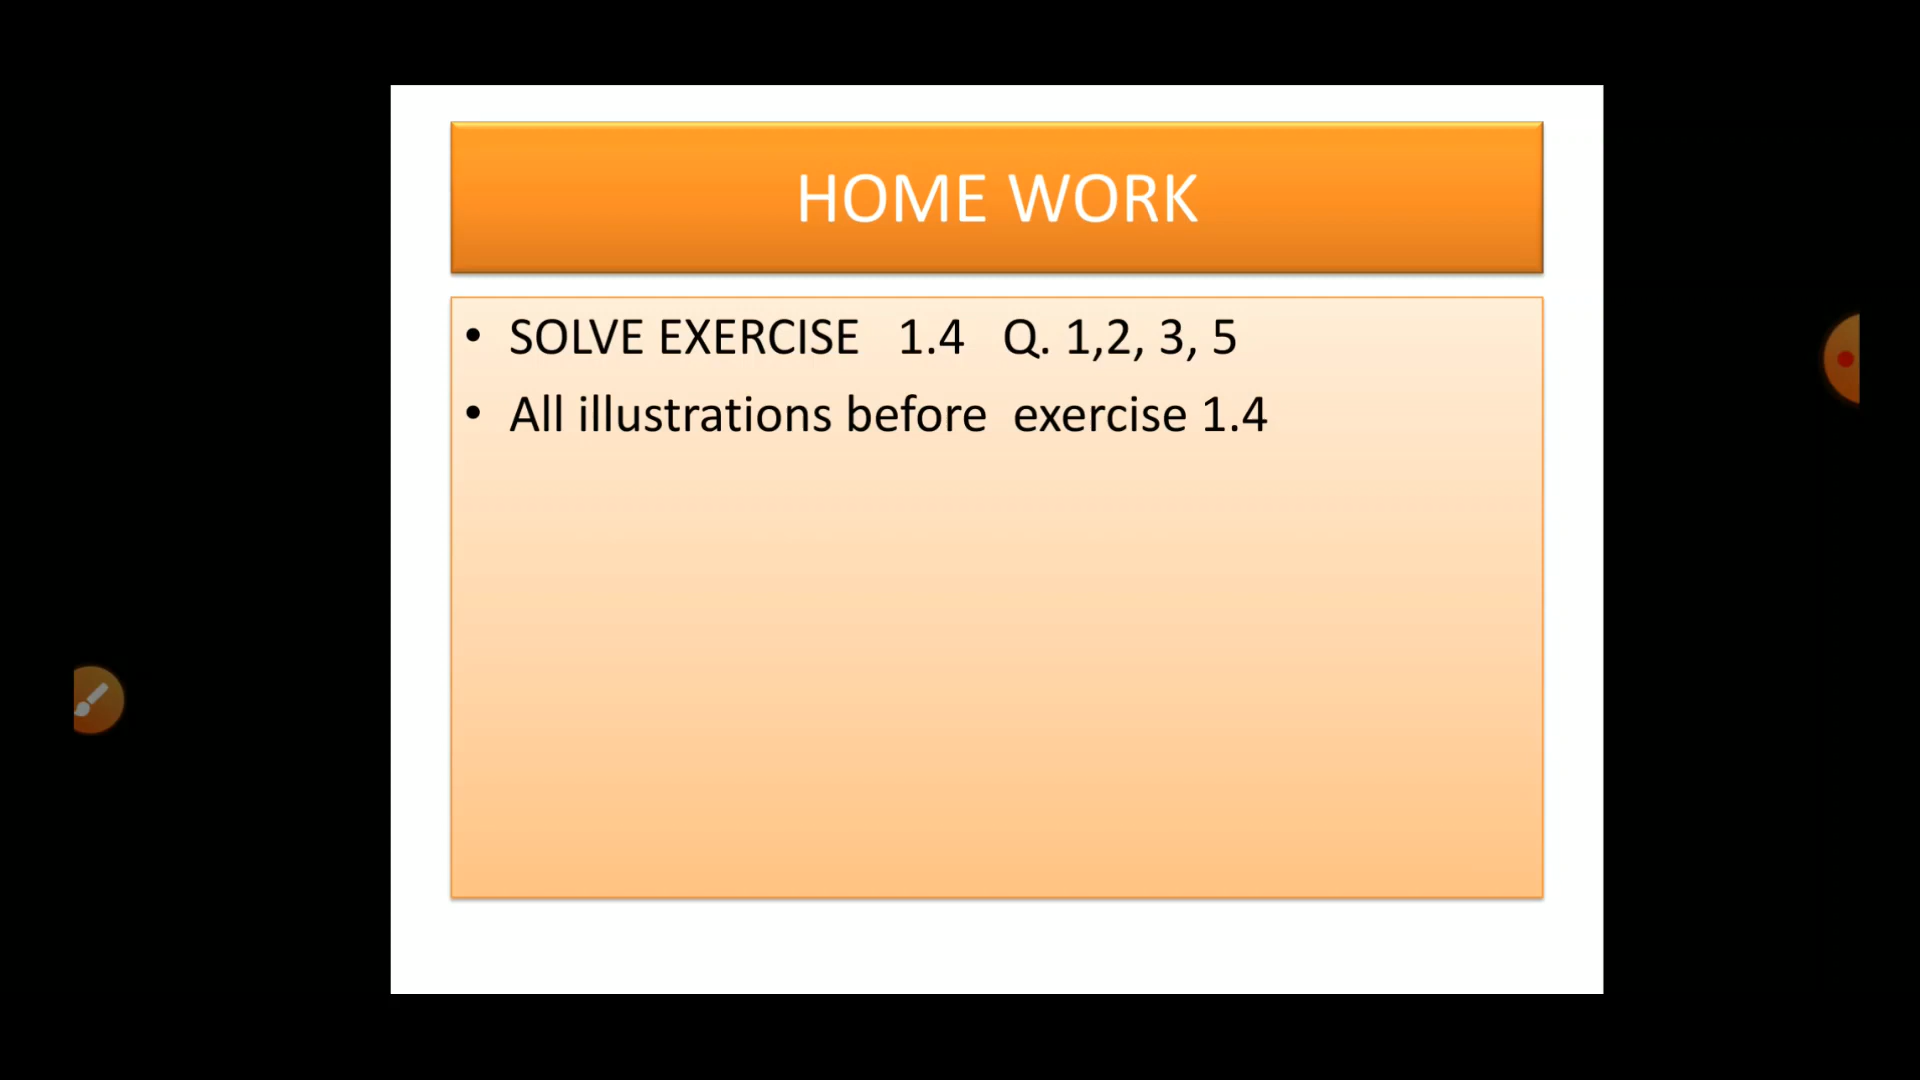 HOME WORK
• SOLVE EXERCISE 1.4 Q. 1,2, 3, 5
• All illustrations before exercise 1.4